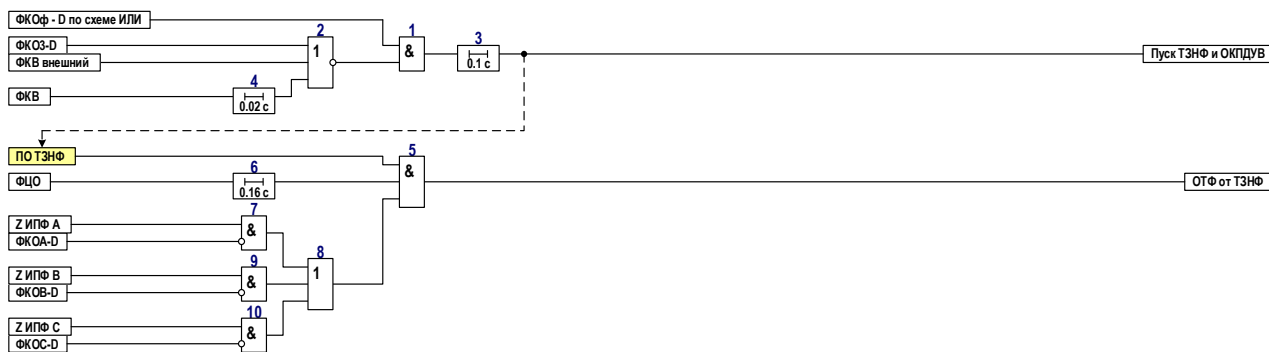 ФКОф - D по схеме ИЛИ
2
1
3
ФКО3-D
1
&
0.1 с
Пуск ТЗНФ и ОКПДУВ
ФКВ внешний
4
ФКВ
0.02 с
5
ПО ТЗНФ
6
&
ФЦО
0.16 с
ОТФ от ТЗНФ
7
Z ИПФ А
&
ФКОА-D
8
9
1
Z ИПФ В
&
ФКОВ-D
10
Z ИПФ С
&
ФКОС-D